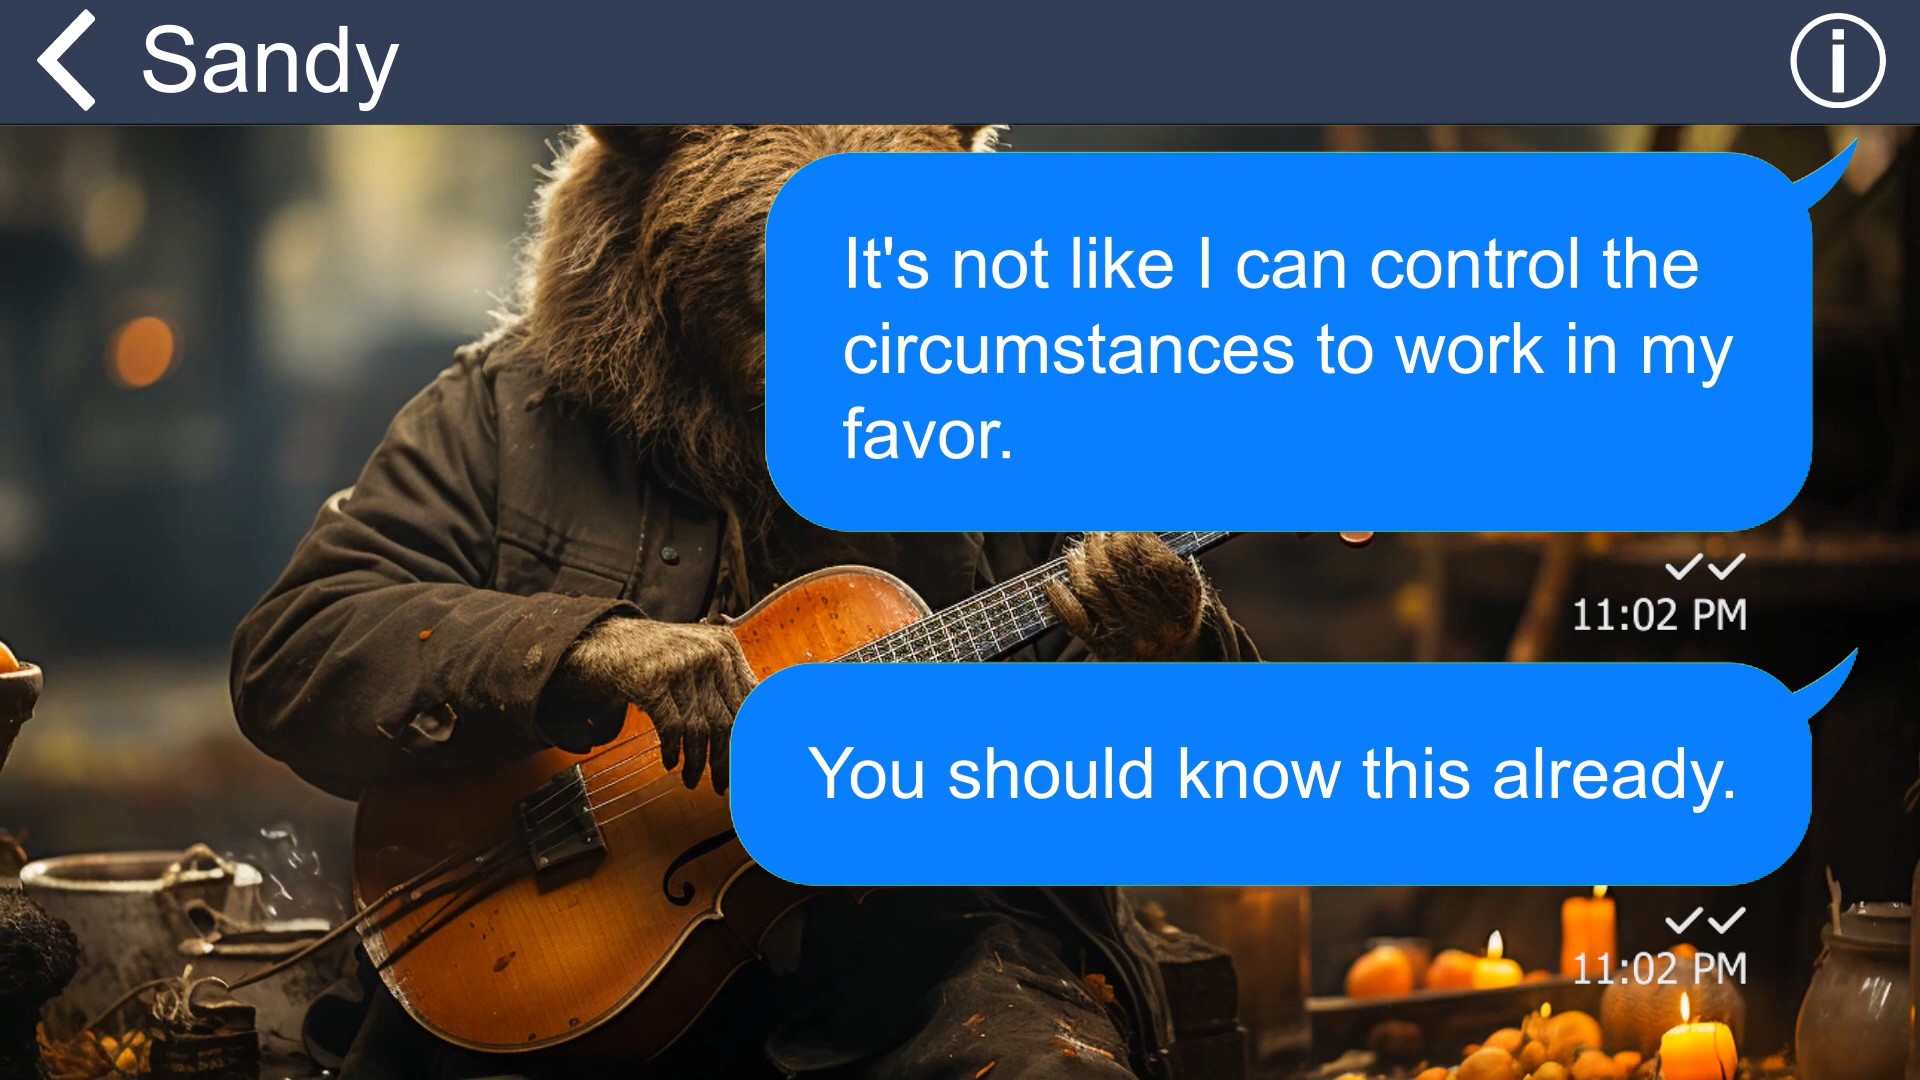 Sandy
It's not like I can control the
circumstances to work in my
favor.
11:02 PM
You should know this already.
11:02 PM